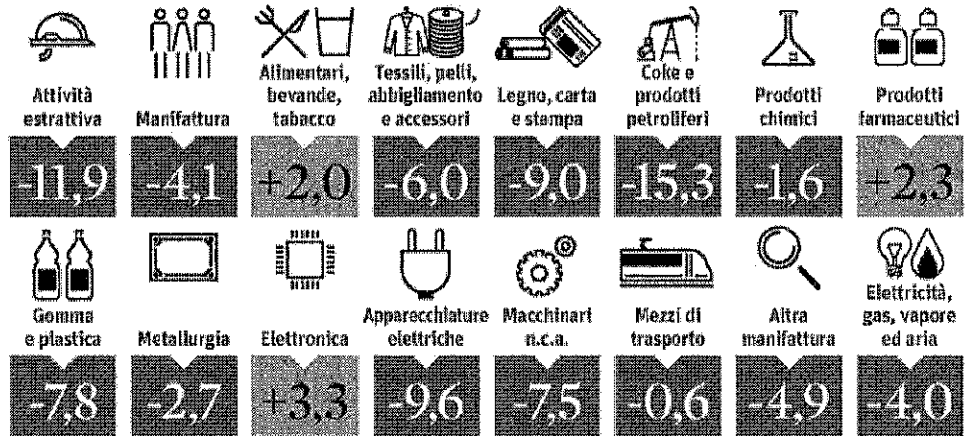 Attività
estrattiva
-11,9
Manifattura
-4,1
Alimentari,
bevande,
tabacco
+2,0
Tessili, pelli,
abbigliamento
e accessori
-6,0
Legno, carta
e stampa
-9,0
Coke e
prodotti
petroliferi
-15,3
Prodotti
chimici
-1,6
Prodotti
farmaceutici
+2,3
Gomma
e plastica
-7,8
Metallurgia
-2,7
Elettronica
+3,3
Apparecchiature
elettriche
-9,6
Macchinari
n.c.a.
-7,5
Mezzi di
trasporto
-0,6
Altra
manifattura
-4,9
Elettricità,
gas, vapore
ed aria
-4,0